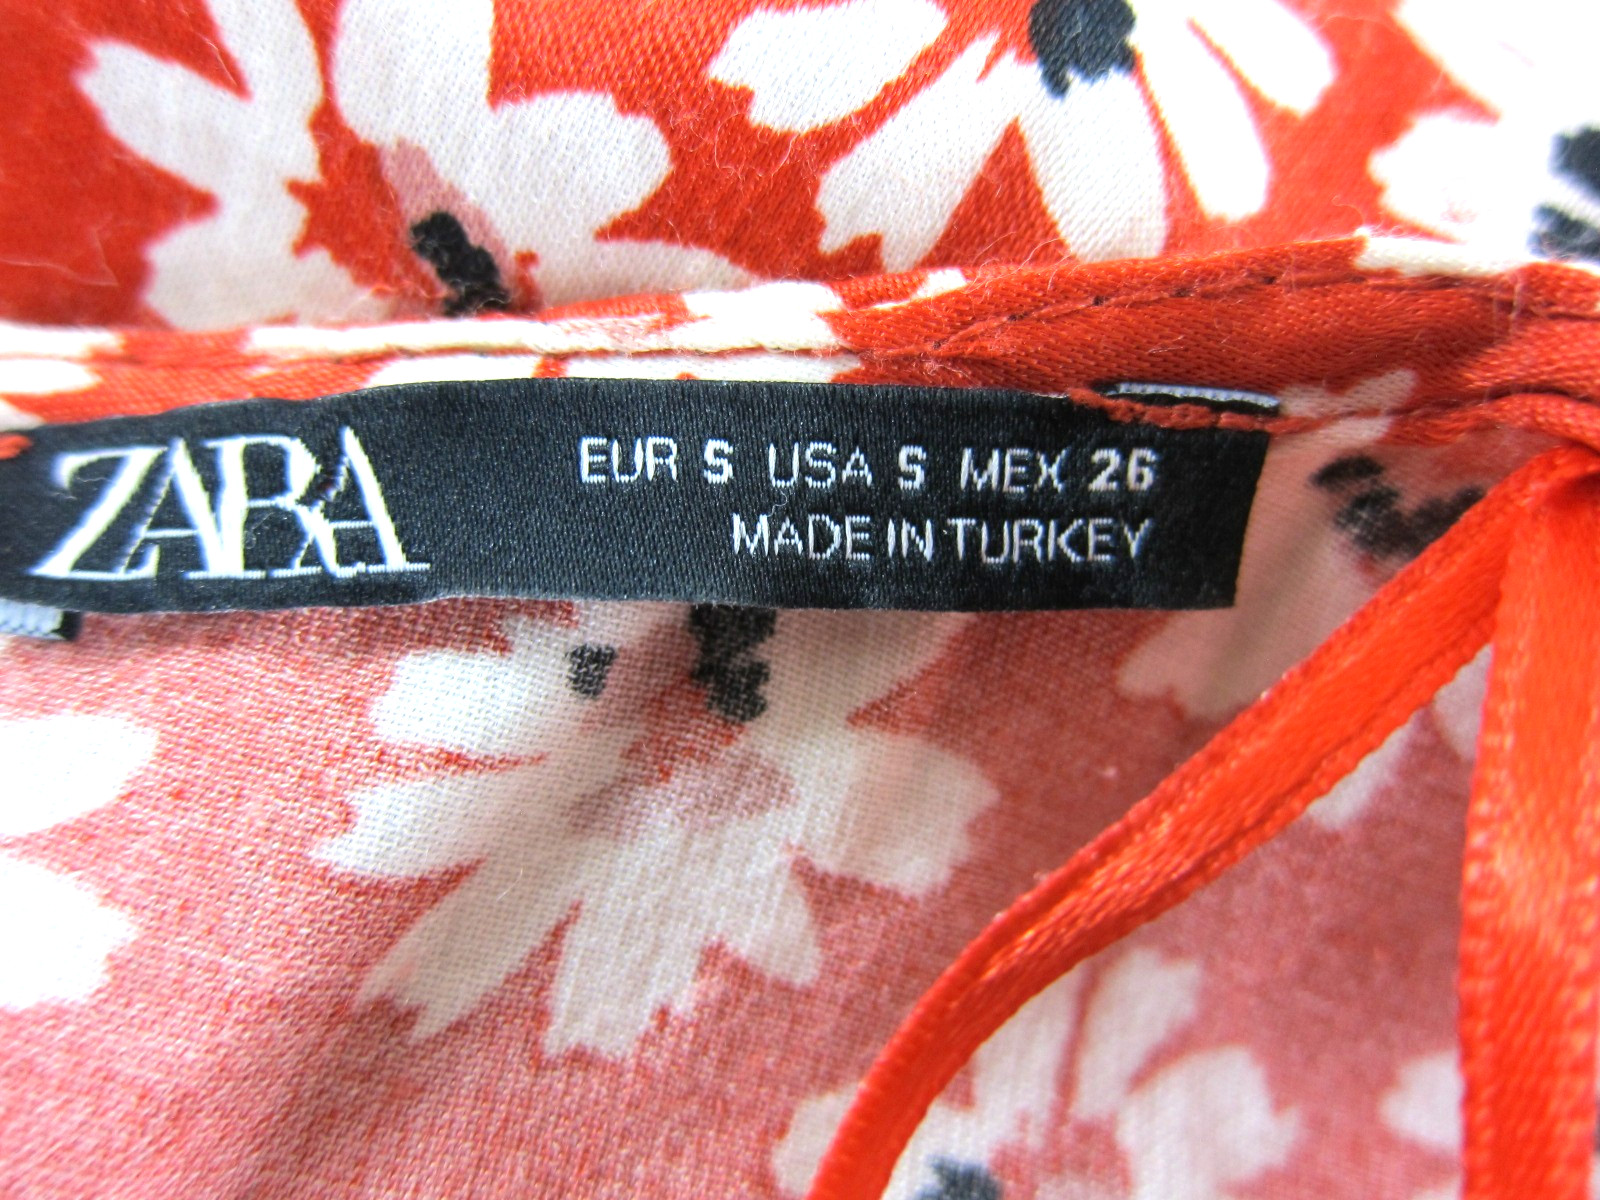 ZARA
EUR S USA S MEX 26
MADE IN TURKEY